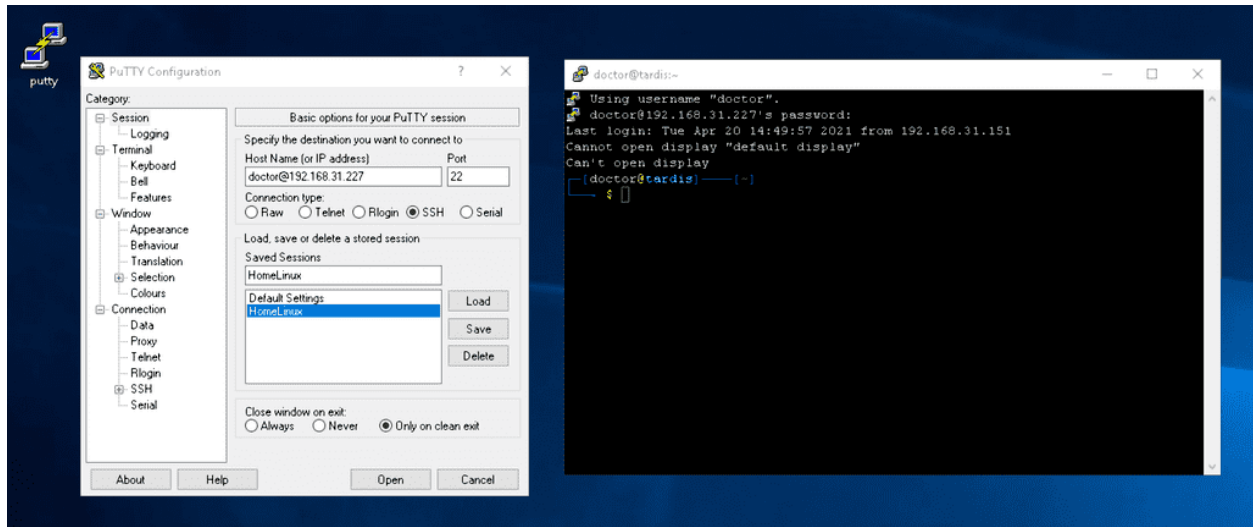 putty
PuTTY Configuration
Category:
Session
Logging
Terminal
Keyboard
Bell
Features
Window
Appearance
Behaviour
Translation
Selection
Colours
Connection
Data
Proxy
Telnet
Rlogin
SSH
Serial
Basic options for your PuTTY session
Specify the destination you want to connect to
Host Name (or IP address) Port
doctor@192.168.31.227 22
Connection type:
Raw Telnet Rlogin SSH Serial
Load, save or delete a stored session
Saved Sessions
HomeLinux
Default Settings
HomeLinux
Load
Save
Delete
Close window on exit:
Always Never Only on clean exit
About Help Open Cancel
doctor@tardis:~
Using username "doctor".
doctor@192.168.31.227's password:
Last login: Tue Apr 20 14:49:57 2021 from 192.168.31.151
Cannot open display "default display"
Can't open display
[doctor@tardis]——[~]
$